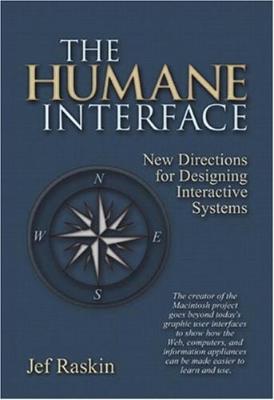 THE
HUMANE
INTERFACE
New Directions
for Designing
Interactive
Systems
N
W E
S
The creator of the
Macintosh project
goes beyond today's
graphic user interfaces
to show how the
Web, computers, and
information appliances
can be made easier to
learn and use.
Jef Raskin